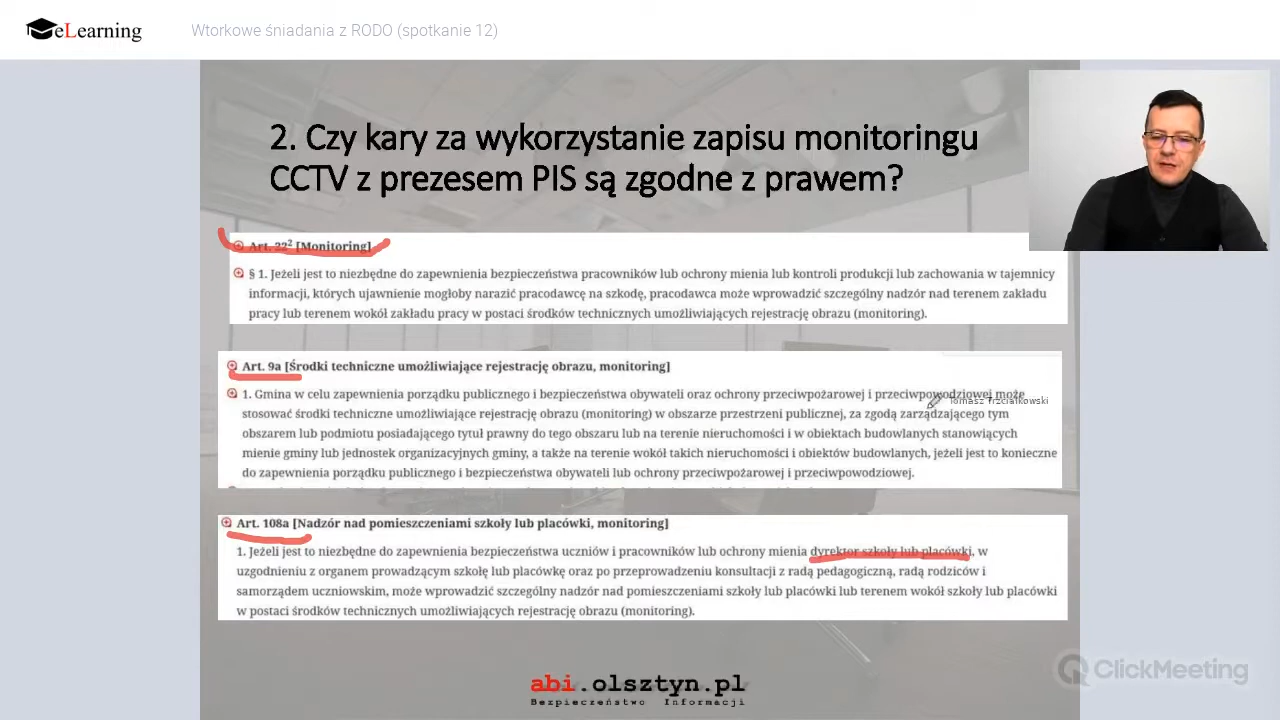 eLearning
Wtorkowe śniadania z RODO (spotkanie 12)
2. Czy kary za wykorzystanie zapisu monitoringu
CCTV z prezesem PIS są zgodne z prawem?
Art. 22² [Monitoring]
§ 1. Jeżeli jest to niezbędne do zapewnienia bezpieczeństwa pracowników lub ochrony mienia lub kontroli produkcji lub zachowania w tajemnicy
informacji, których ujawnienie mogłoby narazić pracodawcę na szkodę, pracodawca może wprowadzić szczególny nadzór nad terenem zakładu
pracy lub terenem wokół zakładu pracy w postaci środków technicznych umożliwiających rejestrację obrazu (monitoring).
Art. 9a [Środki techniczne umożliwiające rejestrację obrazu, monitoring]
1. Gmina w celu zapewnienia porządku publicznego i bezpieczeństwa obywateli oraz ochrony przeciwpożarowej i przeciwpowodziowej może
Tomasz Trzciałkowski
stosować środki techniczne umożliwiające rejestrację obrazu (monitoring) w obszarze przestrzeni publicznej, za zgodą zarządzającego tym
obszarem lub podmiotu posiadającego tytuł prawny do tego obszaru lub na terenie nieruchomości i w obiektach budowlanych stanowiących
mienie gminy lub jednostek organizacyjnych gminy, a także na terenie wokół takich nieruchomości i obiektów budowlanych, jeżeli jest to konieczne
do zapewnienia porządku publicznego i bezpieczeństwa obywateli lub ochrony przeciwpożarowej i przeciwpowodziowej.
Art. 108a [Nadzór nad pomieszczeniami szkoły lub placówki, monitoring]
1. Jeżeli jest to niezbędne do zapewnienia bezpieczeństwa uczniów i pracowników lub ochrony mienia dyrektor szkoły lub placówki, w
uzgodnieniu z organem prowadzącym szkołę lub placówkę oraz po przeprowadzeniu konsultacji z radą pedagogiczną, radą rodziców i
samorządem uczniowskim, może wprowadzić szczególny nadzór nad pomieszczeniami szkoły lub placówki lub terenem wokół szkoły lub placówki
w postaci środków technicznych umożliwiających rejestrację obrazu (monitoring).
ClickMeeting
abi.olsztyn.pl
Bezpieczeństwo Informacji